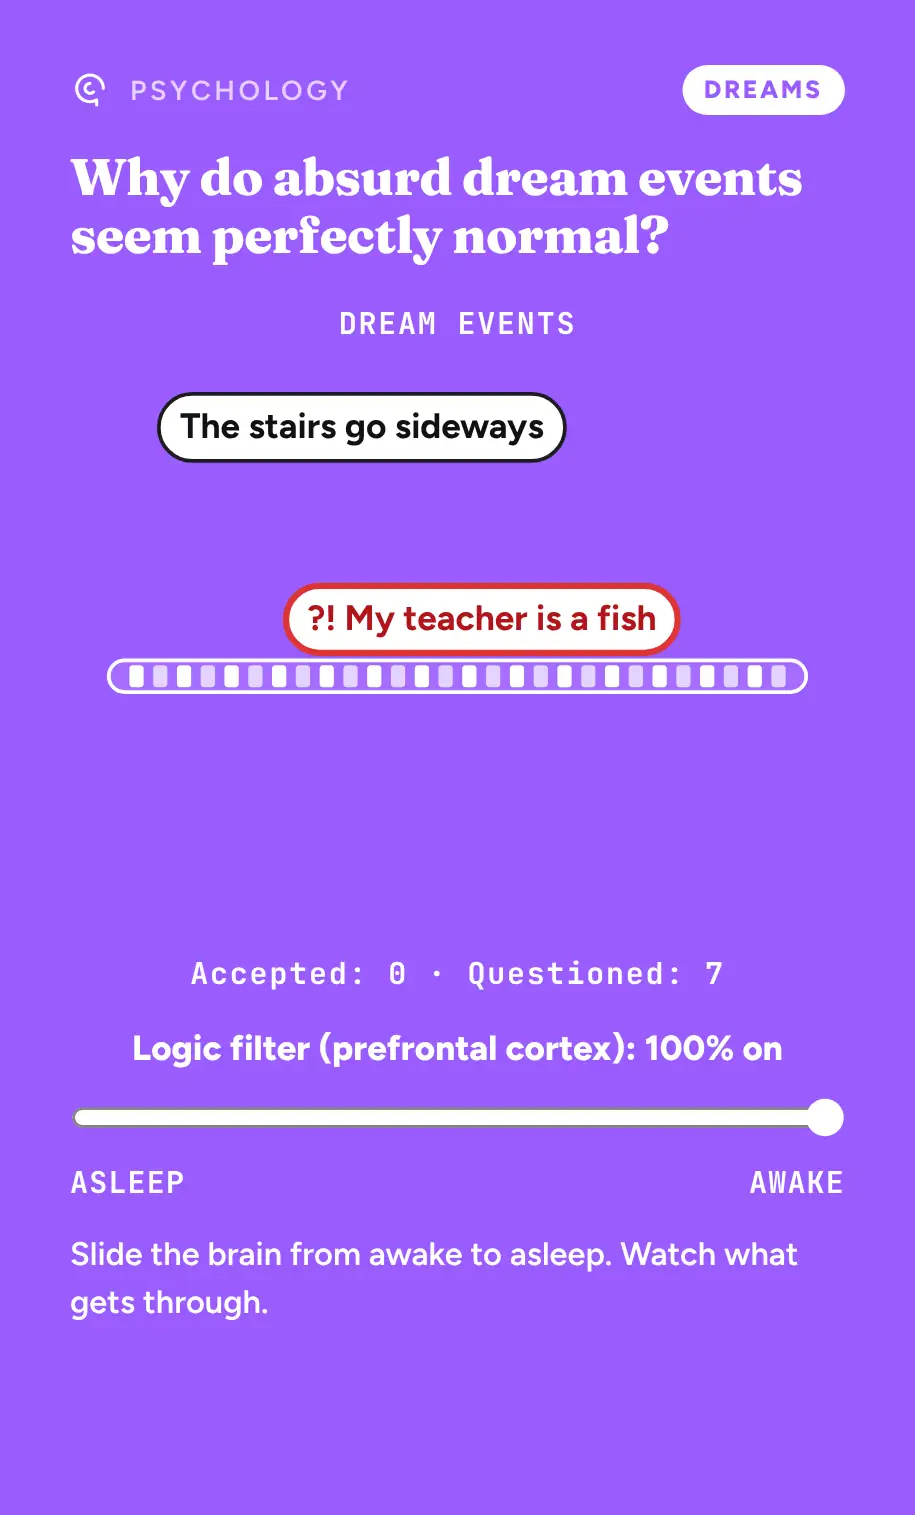 PSYCHOLOGY
DREAMS
Why do absurd dream events
seem perfectly normal?
DREAM EVENTS
The stairs go sideways
?! My teacher is a fish
Accepted: 0 · Questioned: 7
Logic filter (prefrontal cortex): 100% on
ASLEEP
AWAKE
Slide the brain from awake to asleep. Watch what
gets through.